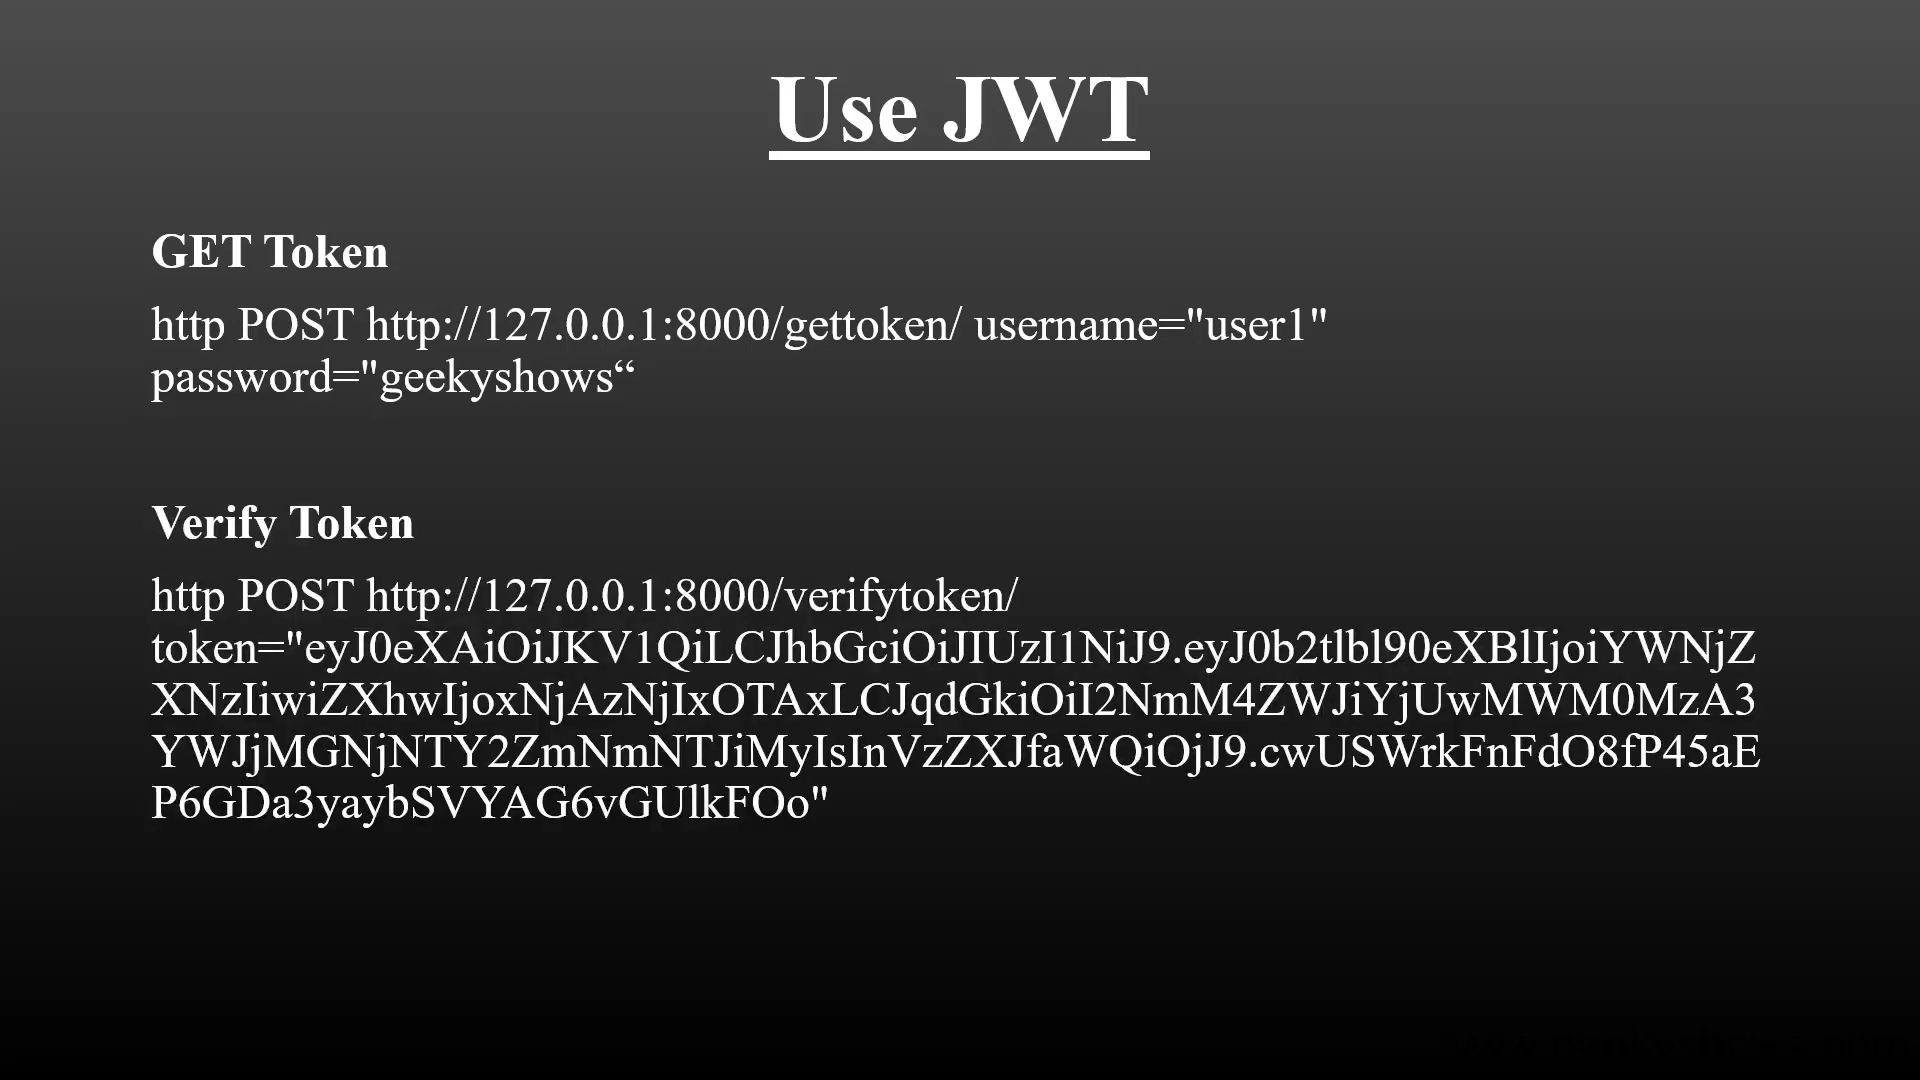 Use JWT
GET Token
http POST http://127.0.0.1:8000/gettoken/ username="user1"
password="geekyshows“
Verify Token
http POST http://127.0.0.1:8000/verifytoken/
token="eyJ0eXAiOiJKV1QiLCJhbGciOiJIUzI1NiJ9.eyJ0b2tlbl90eXBlIjoiYWNjZ
XNzIiwiZXhwIjoxNjAzNjIxOTAxLCJqdGkiOiI2NmM4ZWJiYjUwMWM0MzA3
YWJjMGNjNTY2ZmNmNTJiMyIsInVzZXJfaWQiOjJ9.cwUSWrkFnFdO8fP45aE
P6GDa3yaybSVYAG6vGUlkFOo"